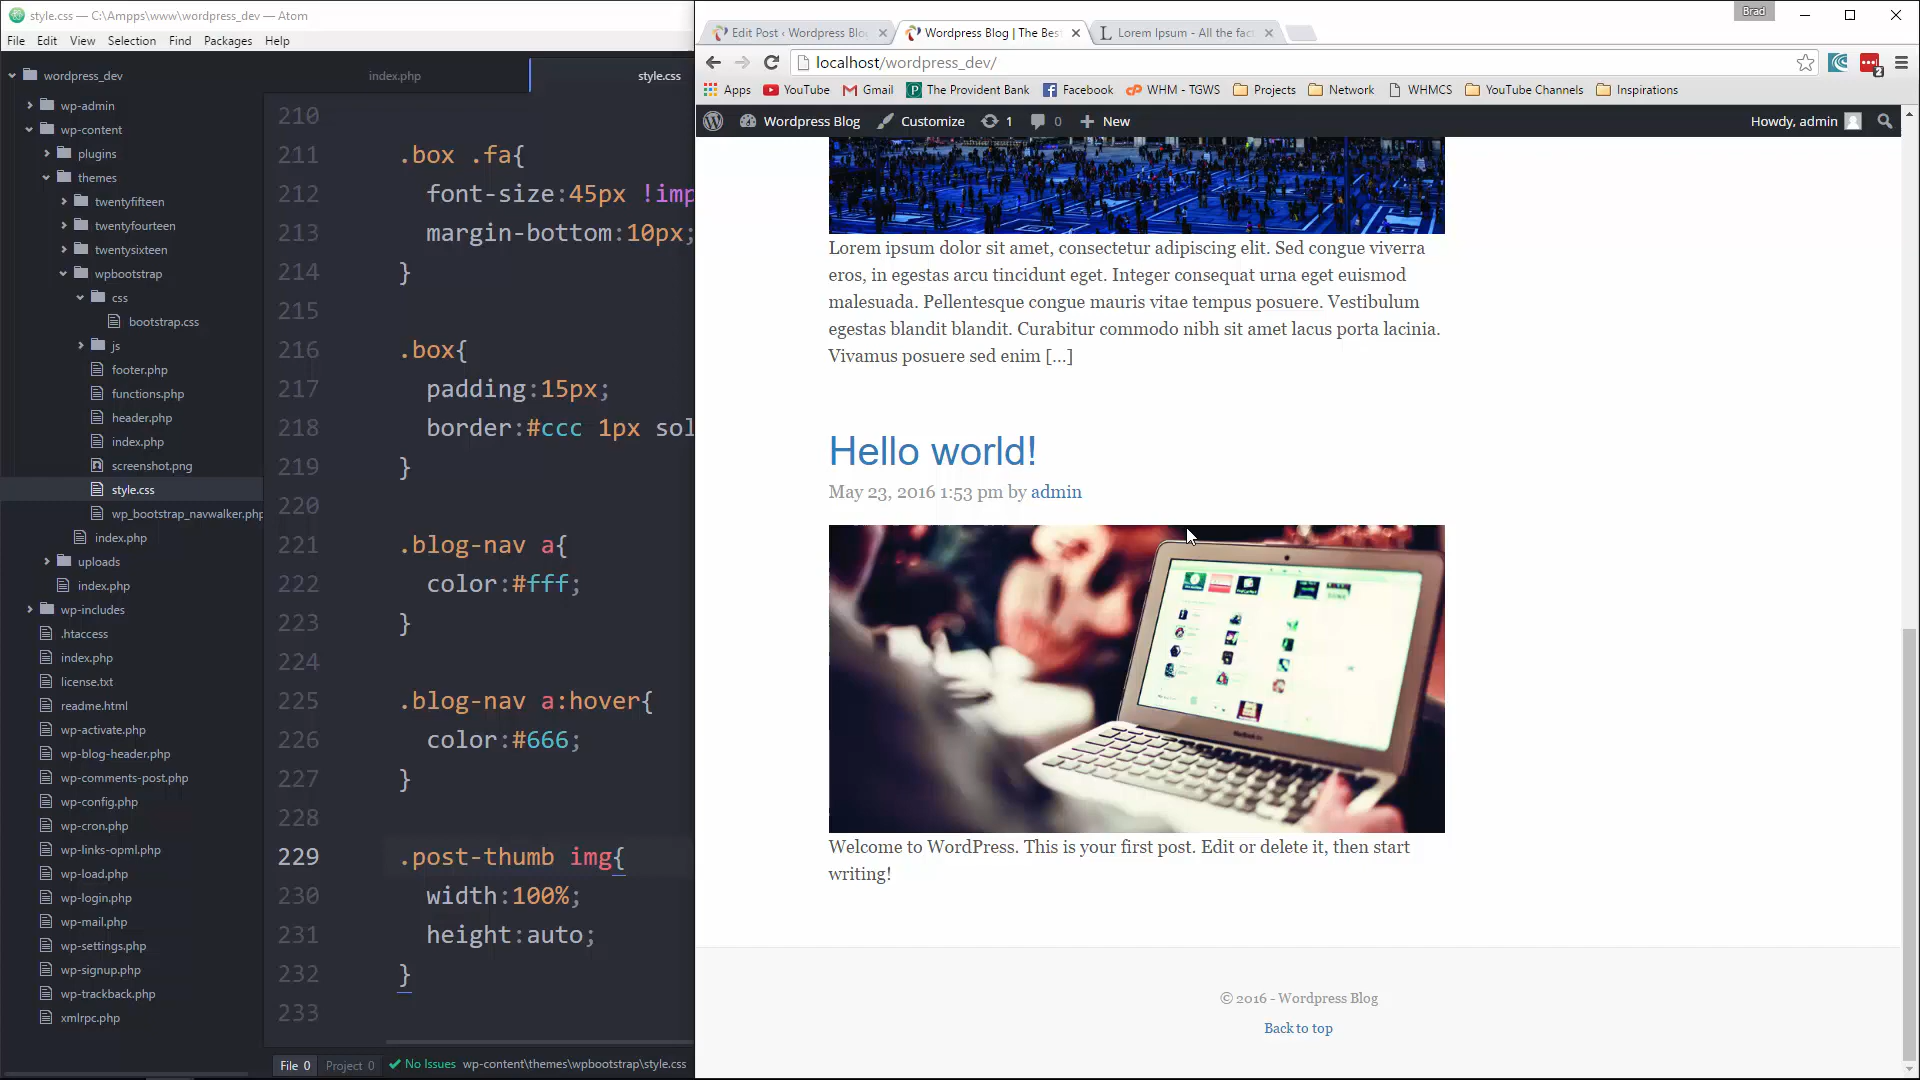 style.css — C:\Ampps\www\wordpress_dev — Atom
File Edit View Selection Find Packages Help
wordpress_dev
wp-admin
wp-content
plugins
themes
twentyfifteen
twentyfourteen
twentysixteen
wpbootstrap
css
bootstrap.css
js
footer.php
functions.php
header.php
index.php
screenshot.png
style.css
wp_bootstrap_navwalker.php
index.php
uploads
index.php
wp-includes
.htaccess
index.php
license.txt
readme.html
wp-activate.php
wp-blog-header.php
wp-comments-post.php
wp-config.php
wp-cron.php
wp-links-opml.php
wp-load.php
wp-login.php
wp-mail.php
wp-settings.php
wp-signup.php
wp-trackback.php
xmlrpc.php
index.php style.css
210
211 .box .fa{
212 font-size:45px !imp
213 margin-bottom:10px;
214 }
215
216 .box{
217 padding:15px;
218 border:#ccc 1px sol
219 }
220
221 .blog-nav a{
222 color:#fff;
223 }
224
225 .blog-nav a:hover{
226 color:#666;
227 }
228
229 .post-thumb img{
230 width:100%;
231 height:auto;
232 }
233
File 0 Project 0 No Issues wp-content\themes\wpbootstrap\style.css
Brad
Edit Post ‹ Wordpress Blo Wordpress Blog | The Bes Lorem Ipsum - All the fac
localhost/wordpress_dev/
Apps YouTube Gmail The Provident Bank Facebook WHM - TGWS Projects Network WHMCS YouTube Channels Inspirations
Wordpress Blog Customize 1 0 New Howdy, admin
Lorem ipsum dolor sit amet, consectetur adipiscing elit. Sed congue viverra
eros, in egestas arcu tincidunt eget. Integer consequat urna eget euismod
malesuada. Pellentesque congue mauris vitae tempus posuere. Vestibulum
egestas blandit blandit. Curabitur commodo nibh sit amet lacus porta lacinia.
Vivamus posuere sed enim […]
Hello world!
May 23, 2016 1:53 pm by admin
Welcome to WordPress. This is your first post. Edit or delete it, then start
writing!
© 2016 - Wordpress Blog
Back to top